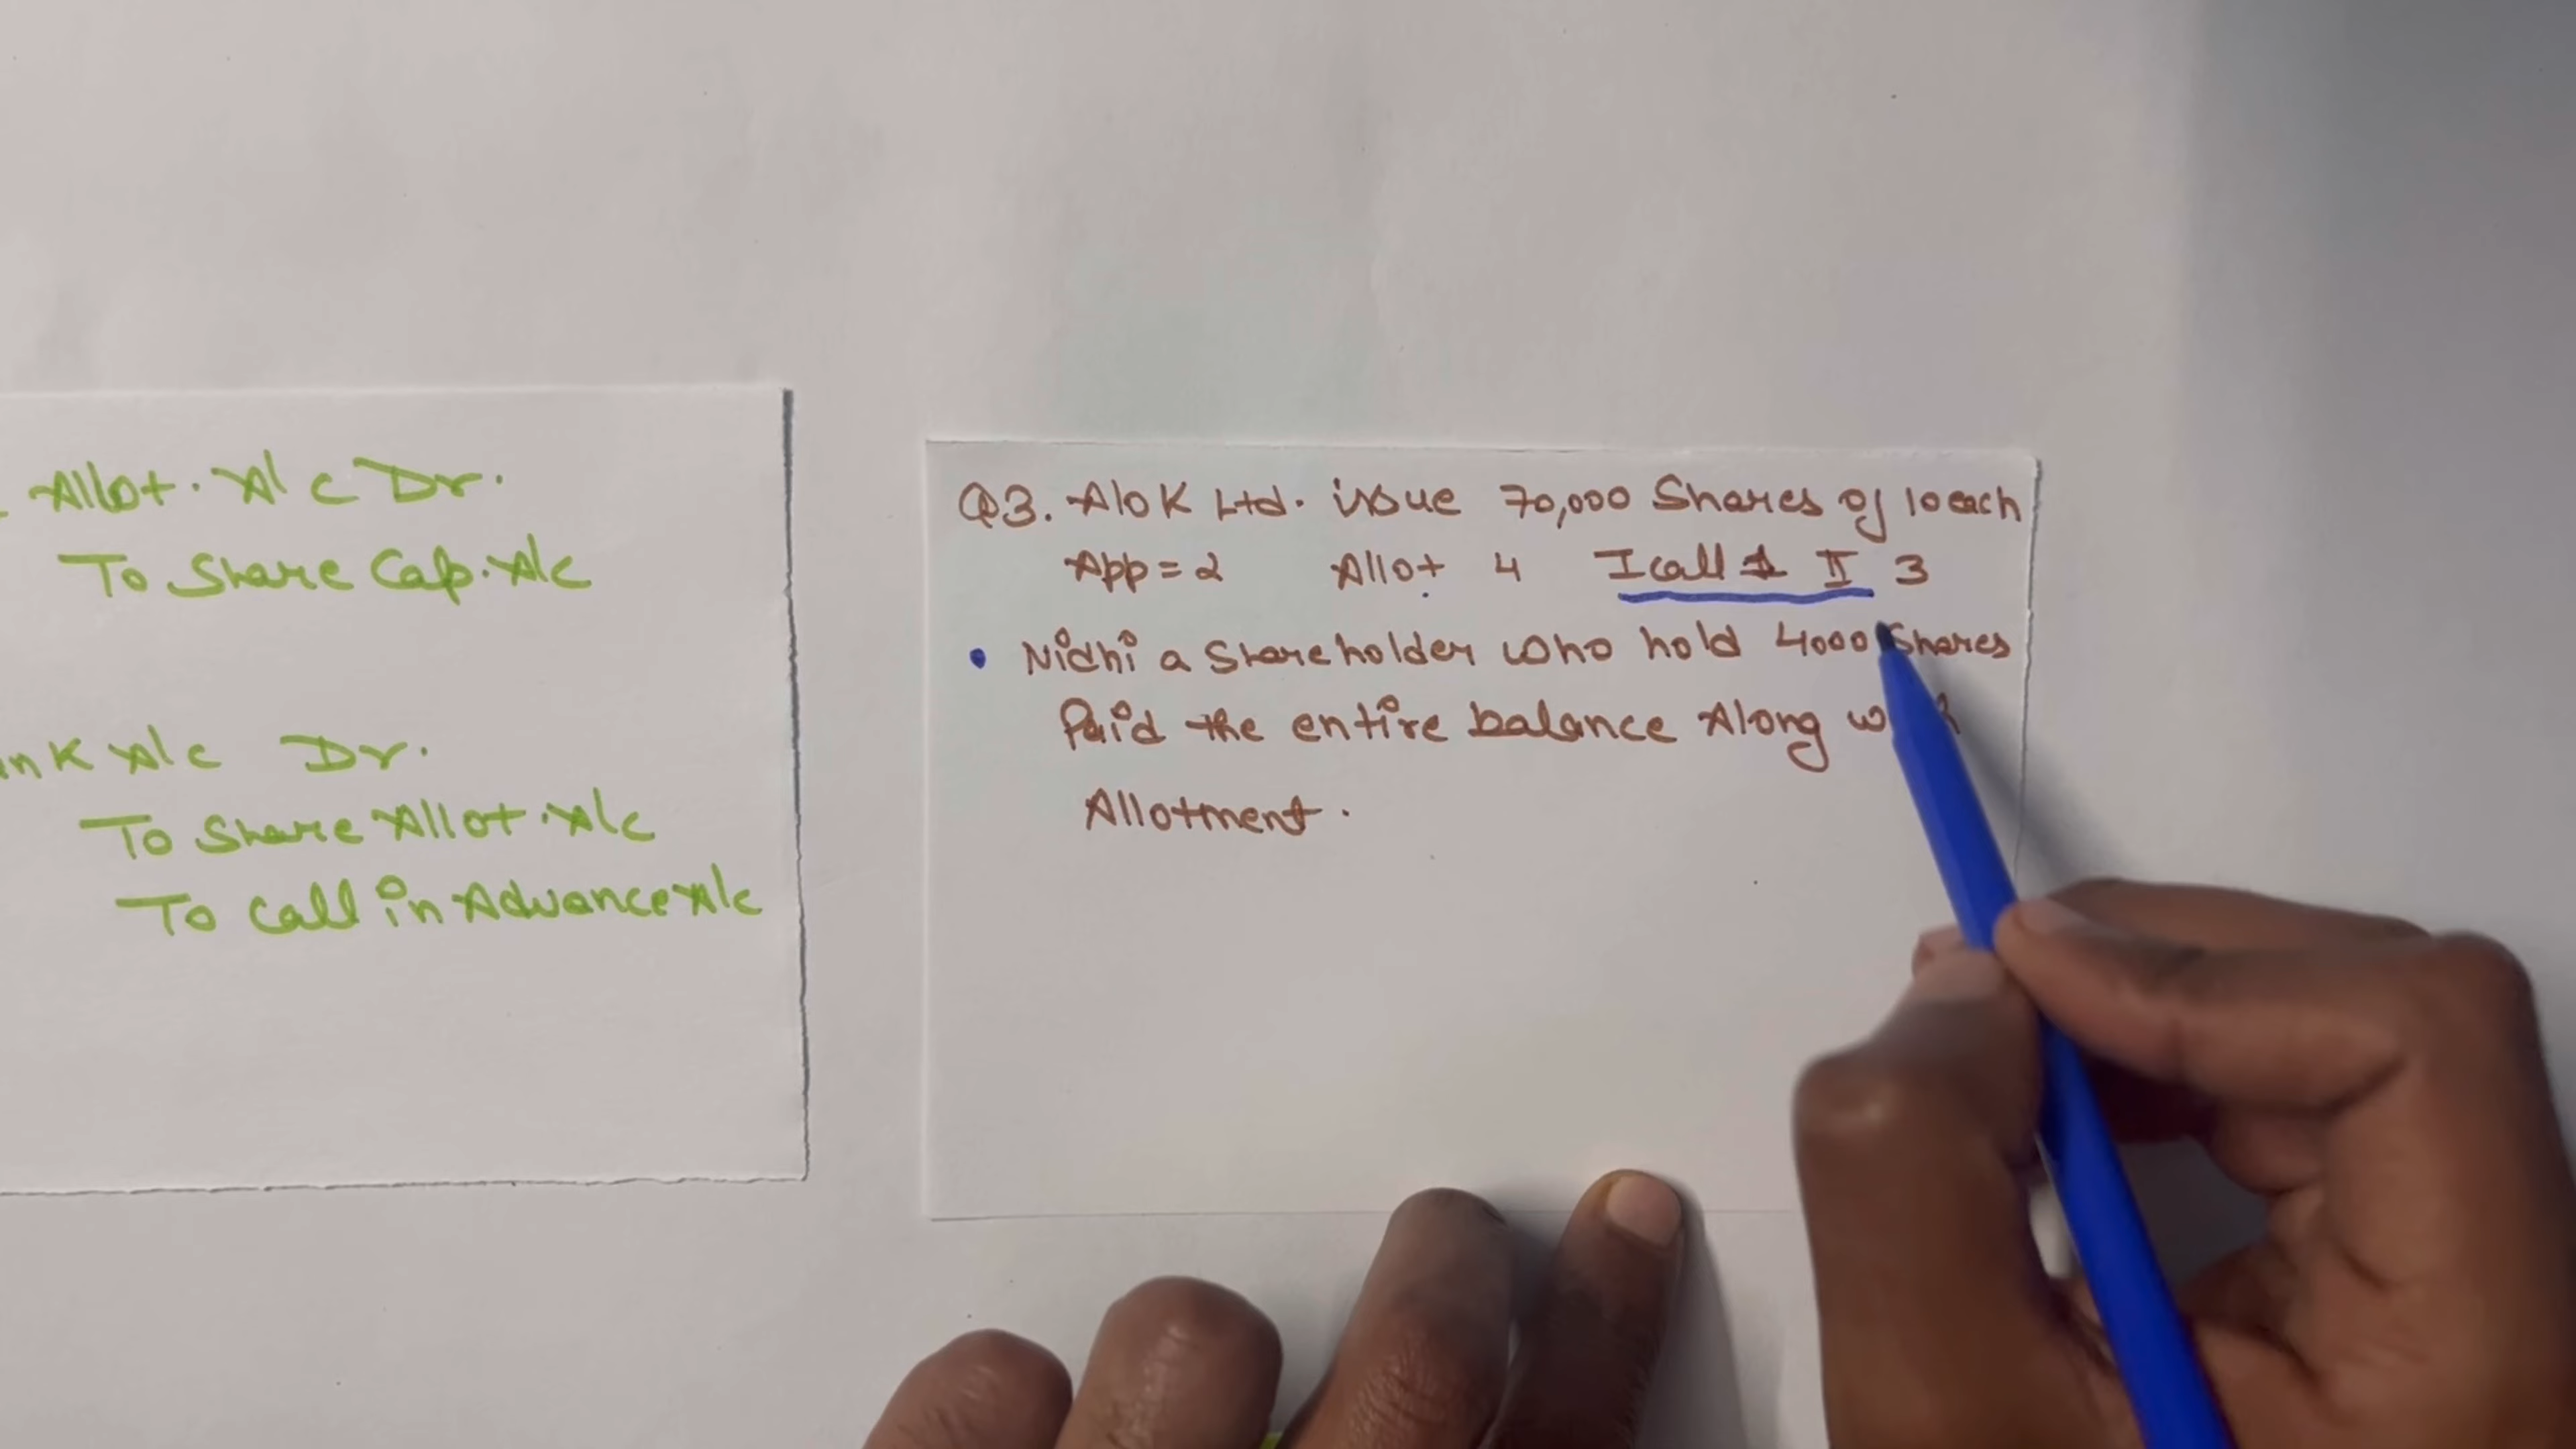 Allot. A/c Dr.
To Share Cap. A/c
A/c Dr.
To Share Allot. A/c
To Call in Advance A/c
Q3. Alok Ltd. issue 70,000 Shares of 10 each
App = 2 Allot 4 I call & II 3
• Nidhi a Shareholder who hold 4000 Shares
Paid the entire balance Along
Allotment.